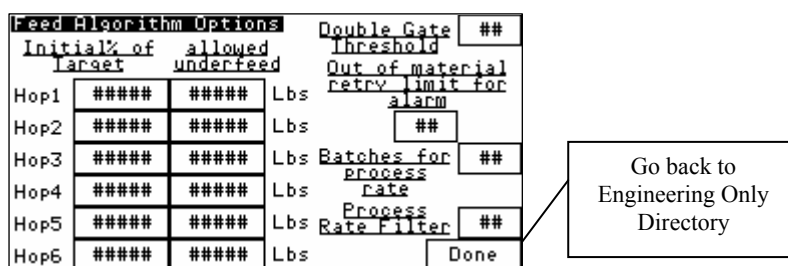 Feed Algorithm Options
Initial% of Target
allowed underfeed
Hop1 ##### ##### Lbs
Hop2 ##### ##### Lbs
Hop3 ##### ##### Lbs
Hop4 ##### ##### Lbs
Hop5 ##### ##### Lbs
Hop6 ##### ##### Lbs
Double Gate Threshold ##
Out of material
retry limit for
alarm
##
Batches for process rate ##
Process Rate Filter ##
Done
Go back to
Engineering Only
Directory